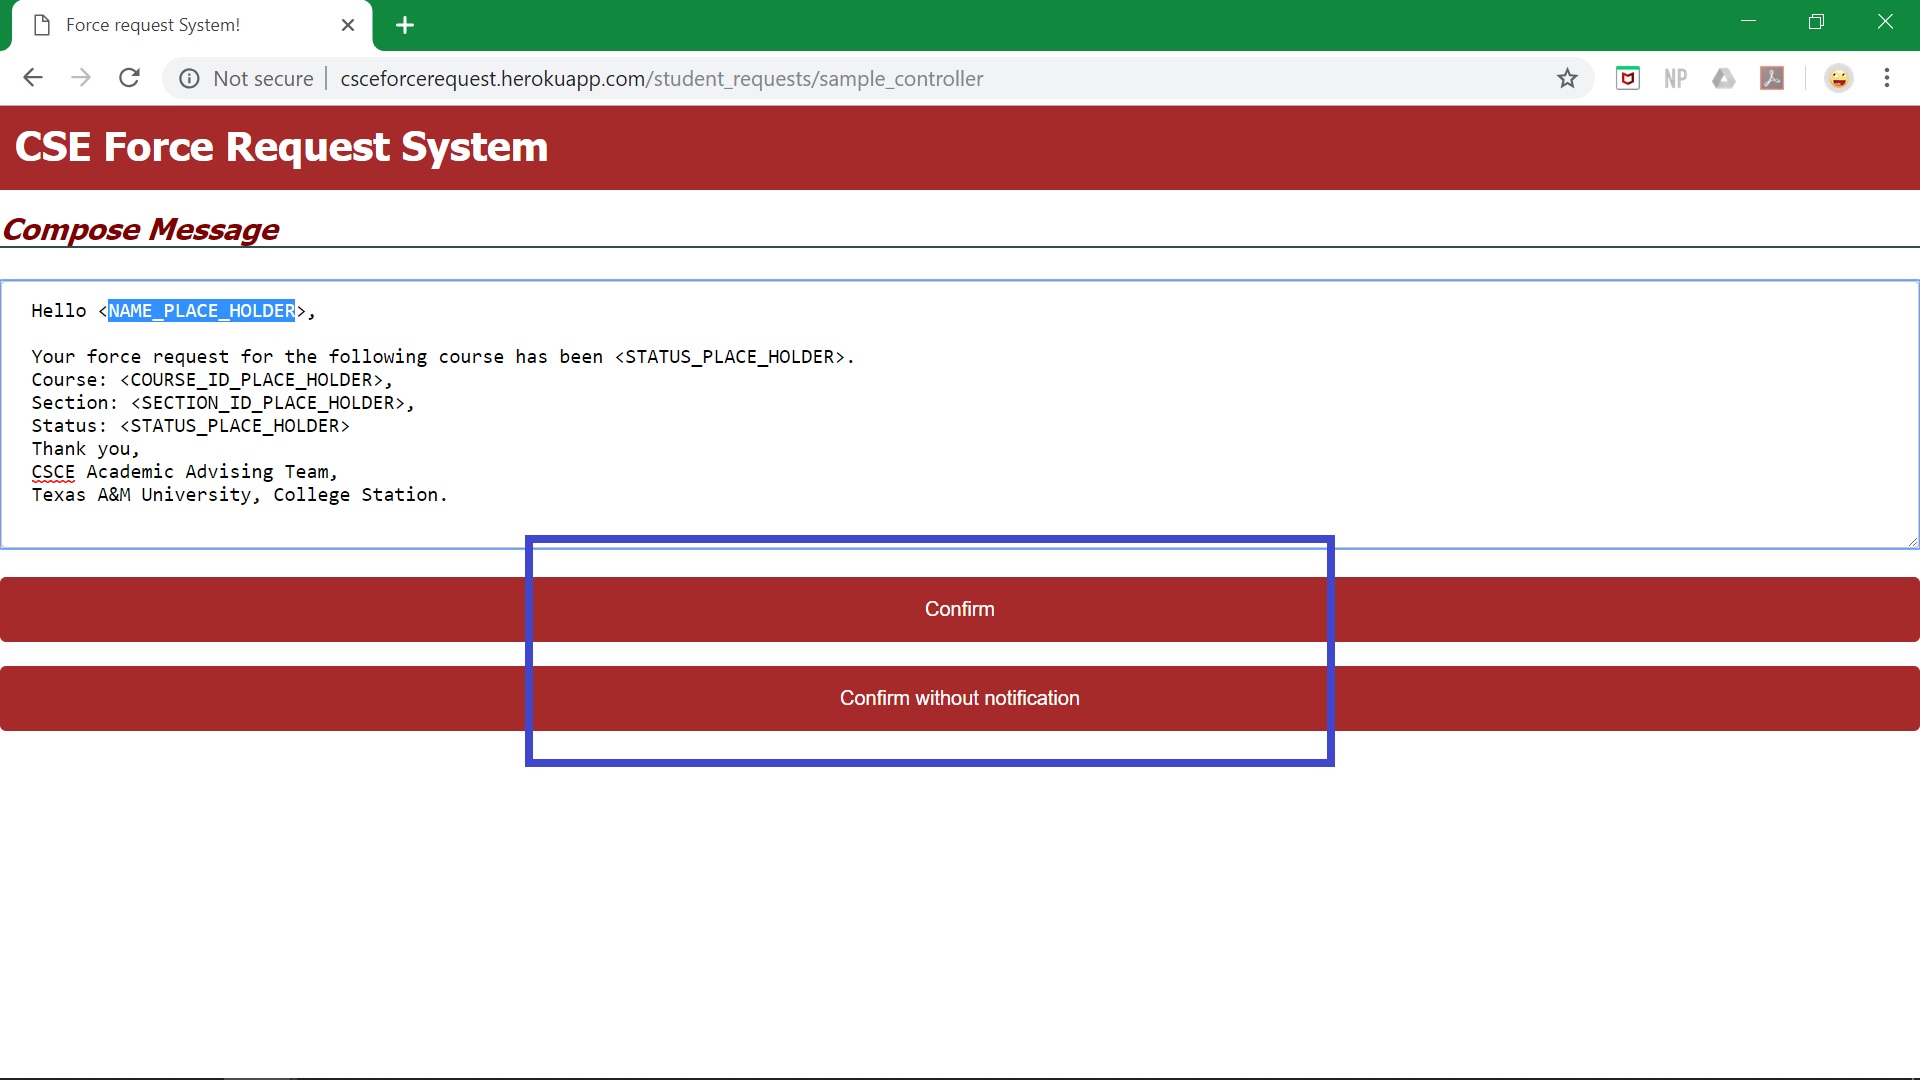 Force request System!
Not secure | csceforcerequest.herokuapp.com/student_requests/sample_controller
NP
CSE Force Request System
Compose Message
Hello <NAME_PLACE_HOLDER>,
Your force request for the following course has been <STATUS_PLACE_HOLDER>.
Course: <COURSE_ID_PLACE_HOLDER>,
Section: <SECTION_ID_PLACE_HOLDER>,
Status: <STATUS_PLACE_HOLDER>
Thank you,
CSCE Academic Advising Team,
Texas A&M University, College Station.
Confirm
Confirm without notification